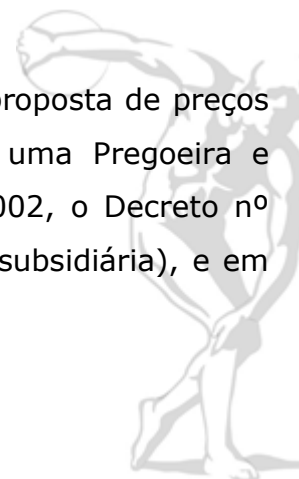 proposta de preços
uma Pregoeira e
002, o Decreto nº
subsidiária), e em